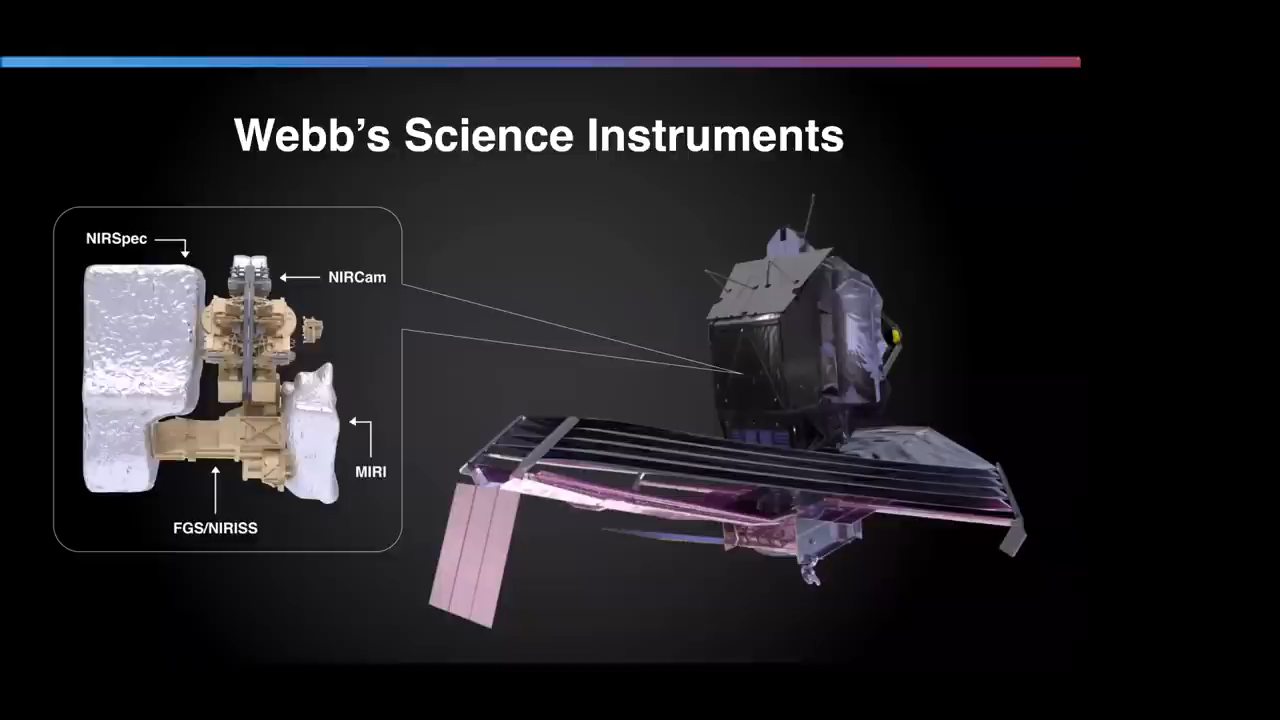 Webb’s Science Instruments
NIRSpec
NIRCam
MIRI
FGS/NIRISS